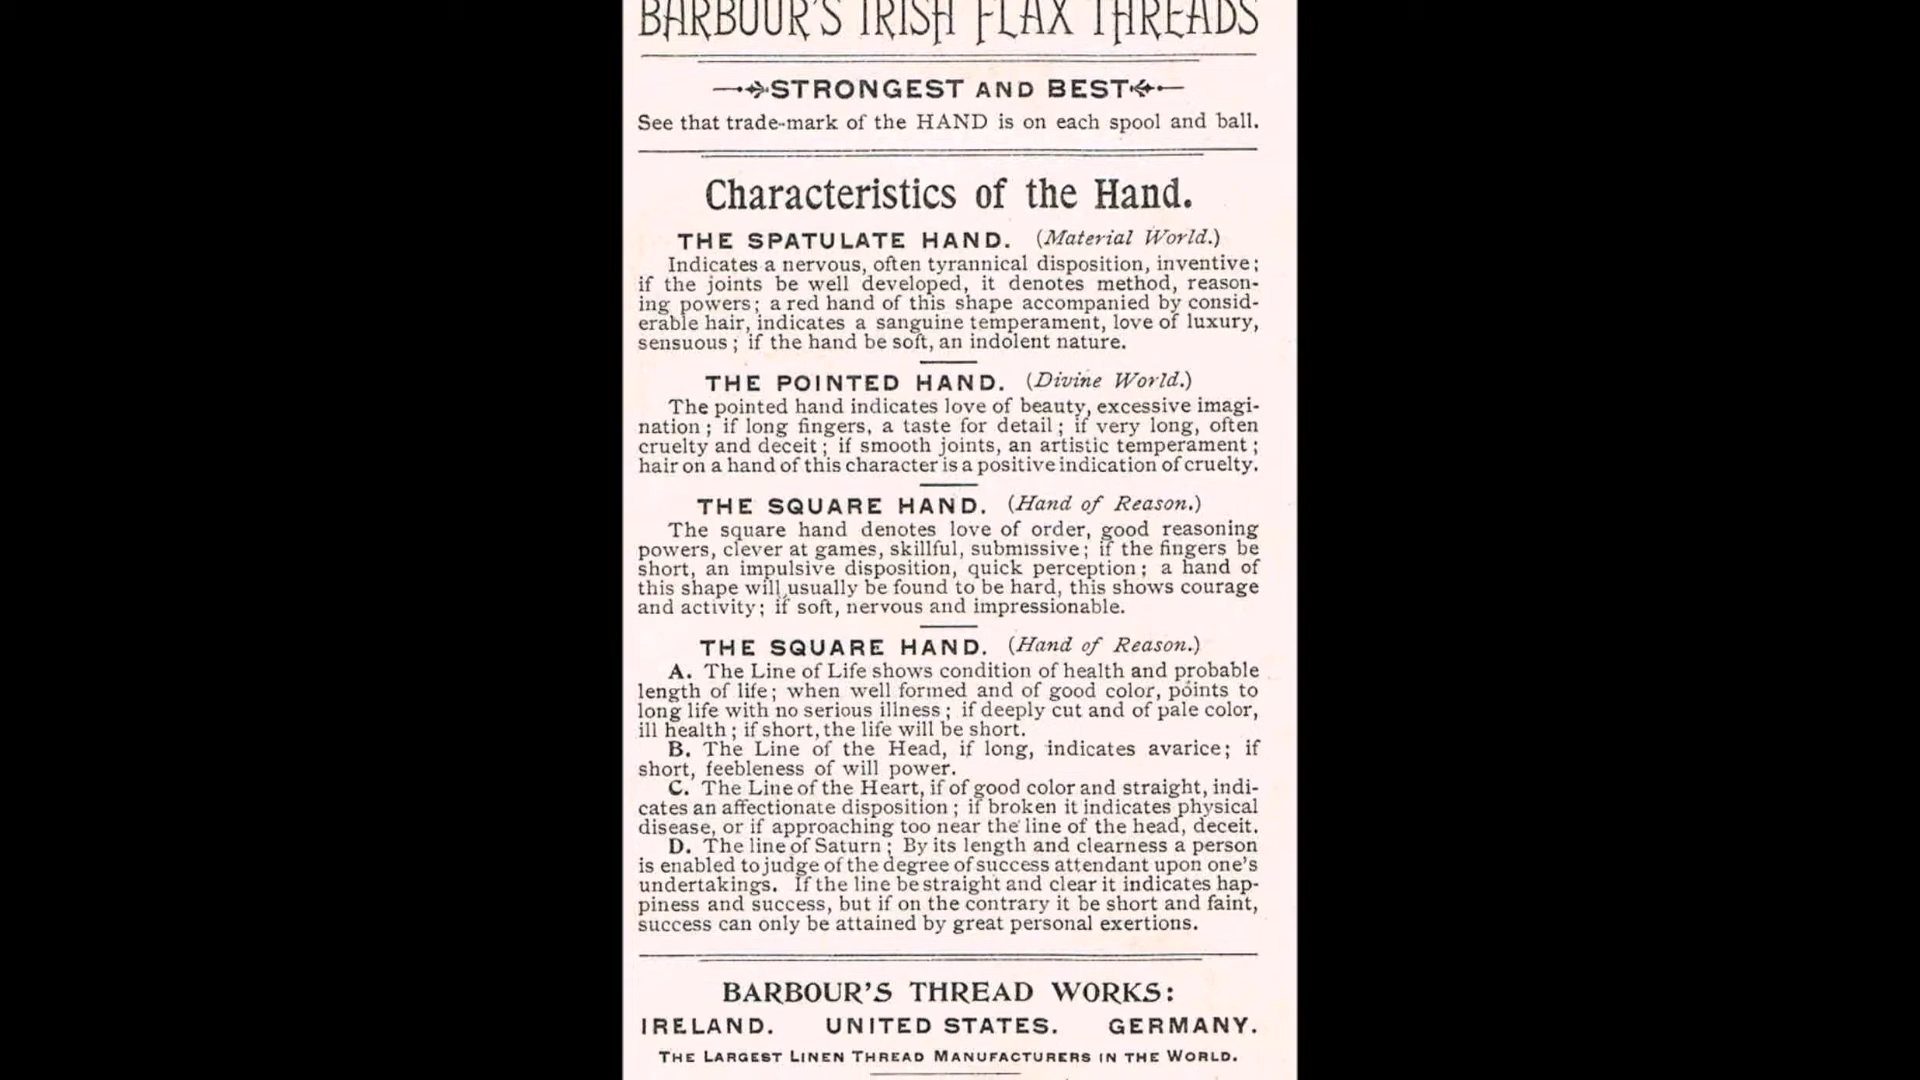 BARBOUR'S IRISH FLAX THREADS
STRONGEST AND BEST
See that trade-mark of the HAND is on each spool and ball.
Characteristics of the Hand.
THE SPATULATE HAND. (Material World.)
Indicates a nervous, often tyrannical disposition, inventive;
if the joints be well developed, it denotes method, reason-
ing powers; a red hand of this shape accompanied by consid-
erable hair, indicates a sanguine temperament, love of luxury,
sensuous; if the hand be soft, an indolent nature.
THE POINTED HAND. (Divine World.)
The pointed hand indicates love of beauty, excessive imagi-
nation; if long fingers, a taste for detail; if very long, often
cruelty and deceit; if smooth joints, an artistic temperament;
hair on a hand of this character is a positive indication of cruelty.
THE SQUARE HAND. (Hand of Reason.)
The square hand denotes love of order, good reasoning
powers, clever at games, skillful, submissive; if the fingers be
short, an impulsive disposition, quick perception; a hand of
this shape will usually be found to be hard, this shows courage
and activity; if soft, nervous and impressionable.
THE SQUARE HAND. (Hand of Reason.)
A. The Line of Life shows condition of health and probable
length of life; when well formed and of good color, points to
long life with no serious illness; if deeply cut and of pale color,
ill health; if short, the life will be short.
B. The Line of the Head, if long, indicates avarice; if
short, feebleness of will power.
C. The Line of the Heart, if of good color and straight, indi-
cates an affectionate disposition; if broken it indicates physical
disease, or if approaching too near the line of the head, deceit.
D. The line of Saturn; By its length and clearness a person
is enabled to judge of the degree of success attendant upon one's
undertakings. If the line be straight and clear it indicates hap-
piness and success, but if on the contrary it be short and faint,
success can only be attained by great personal exertions.
BARBOUR'S THREAD WORKS:
IRELAND. UNITED STATES. GERMANY.
THE LARGEST LINEN THREAD MANUFACTURERS IN THE WORLD.